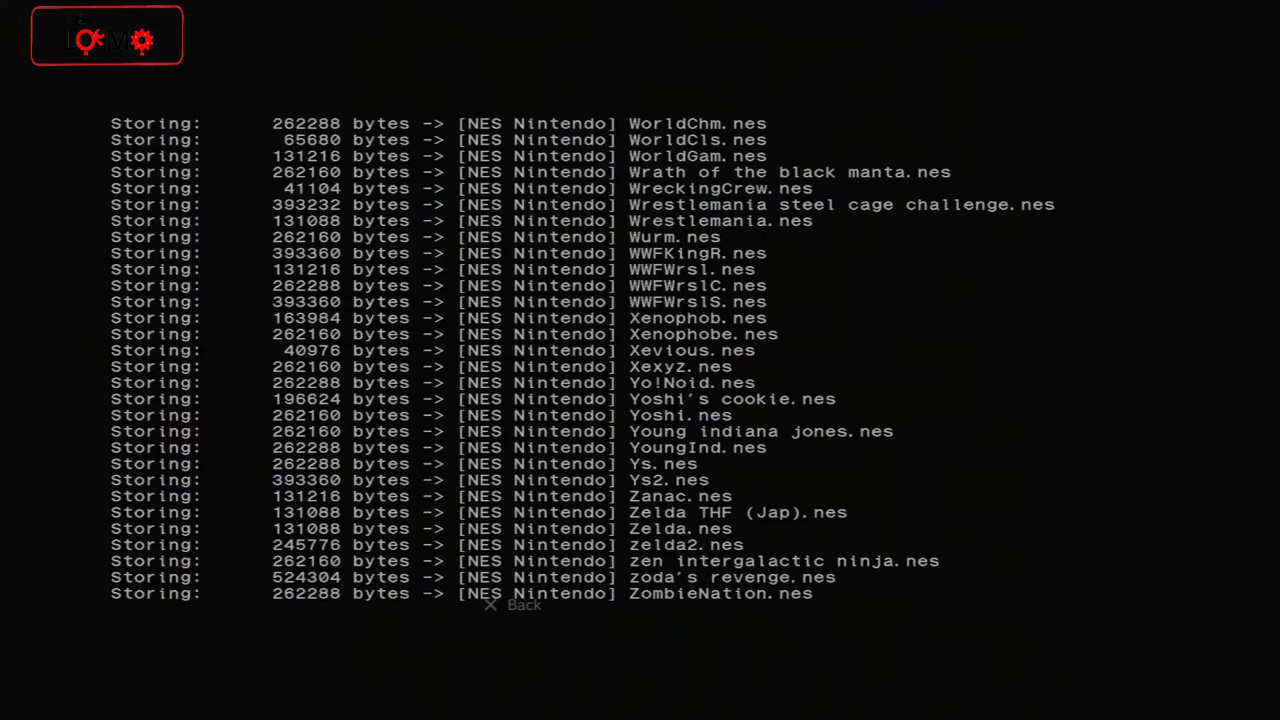 Storing: 262288 bytes -> [NES Nintendo] WorldChm.nes
Storing: 65680 bytes -> [NES Nintendo] WorldCls.nes
Storing: 131216 bytes -> [NES Nintendo] WorldGam.nes
Storing: 262160 bytes -> [NES Nintendo] Wrath of the black manta.nes
Storing: 41104 bytes -> [NES Nintendo] WreckingCrew.nes
Storing: 393232 bytes -> [NES Nintendo] Wrestlemania steel cage challenge.nes
Storing: 131088 bytes -> [NES Nintendo] Wrestlemania.nes
Storing: 262160 bytes -> [NES Nintendo] Wurm.nes
Storing: 393360 bytes -> [NES Nintendo] WWFKingR.nes
Storing: 131216 bytes -> [NES Nintendo] WWFWrsl.nes
Storing: 262288 bytes -> [NES Nintendo] WWFWrslC.nes
Storing: 393360 bytes -> [NES Nintendo] WWFWrslS.nes
Storing: 163984 bytes -> [NES Nintendo] Xenophob.nes
Storing: 262160 bytes -> [NES Nintendo] Xenophobe.nes
Storing: 40976 bytes -> [NES Nintendo] Xevious.nes
Storing: 262160 bytes -> [NES Nintendo] Xexyz.nes
Storing: 262288 bytes -> [NES Nintendo] Yo!Noid.nes
Storing: 196624 bytes -> [NES Nintendo] Yoshi's cookie.nes
Storing: 262160 bytes -> [NES Nintendo] Yoshi.nes
Storing: 262160 bytes -> [NES Nintendo] Young indiana jones.nes
Storing: 262288 bytes -> [NES Nintendo] YoungInd.nes
Storing: 262288 bytes -> [NES Nintendo] Ys.nes
Storing: 393360 bytes -> [NES Nintendo] Ys2.nes
Storing: 131216 bytes -> [NES Nintendo] Zanac.nes
Storing: 131088 bytes -> [NES Nintendo] Zelda THF (Jap).nes
Storing: 131088 bytes -> [NES Nintendo] Zelda.nes
Storing: 245776 bytes -> [NES Nintendo] zelda2.nes
Storing: 262160 bytes -> [NES Nintendo] zen intergalactic ninja.nes
Storing: 524304 bytes -> [NES Nintendo] zoda's revenge.nes
Storing: 262288 bytes -> [NES Nintendo] ZombieNation.nes
Back